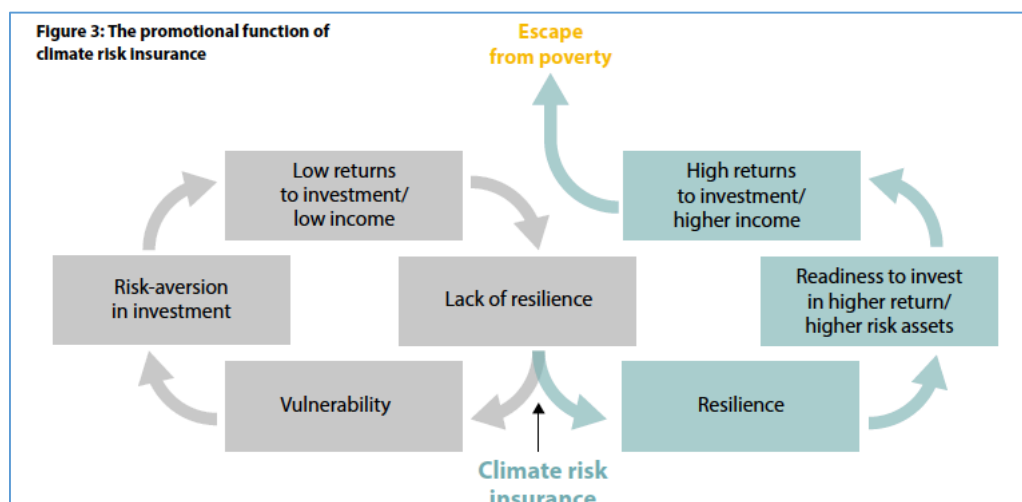 Figure 3: The promotional function of
climate risk insurance
Escape
from poverty
Low returns
to investment/
low income
High returns
to investment/
higher income
Risk-aversion
in investment
Lack of resilience
Readiness to invest
in higher return/
higher risk assets
Vulnerability
Resilience
Climate risk
insurance